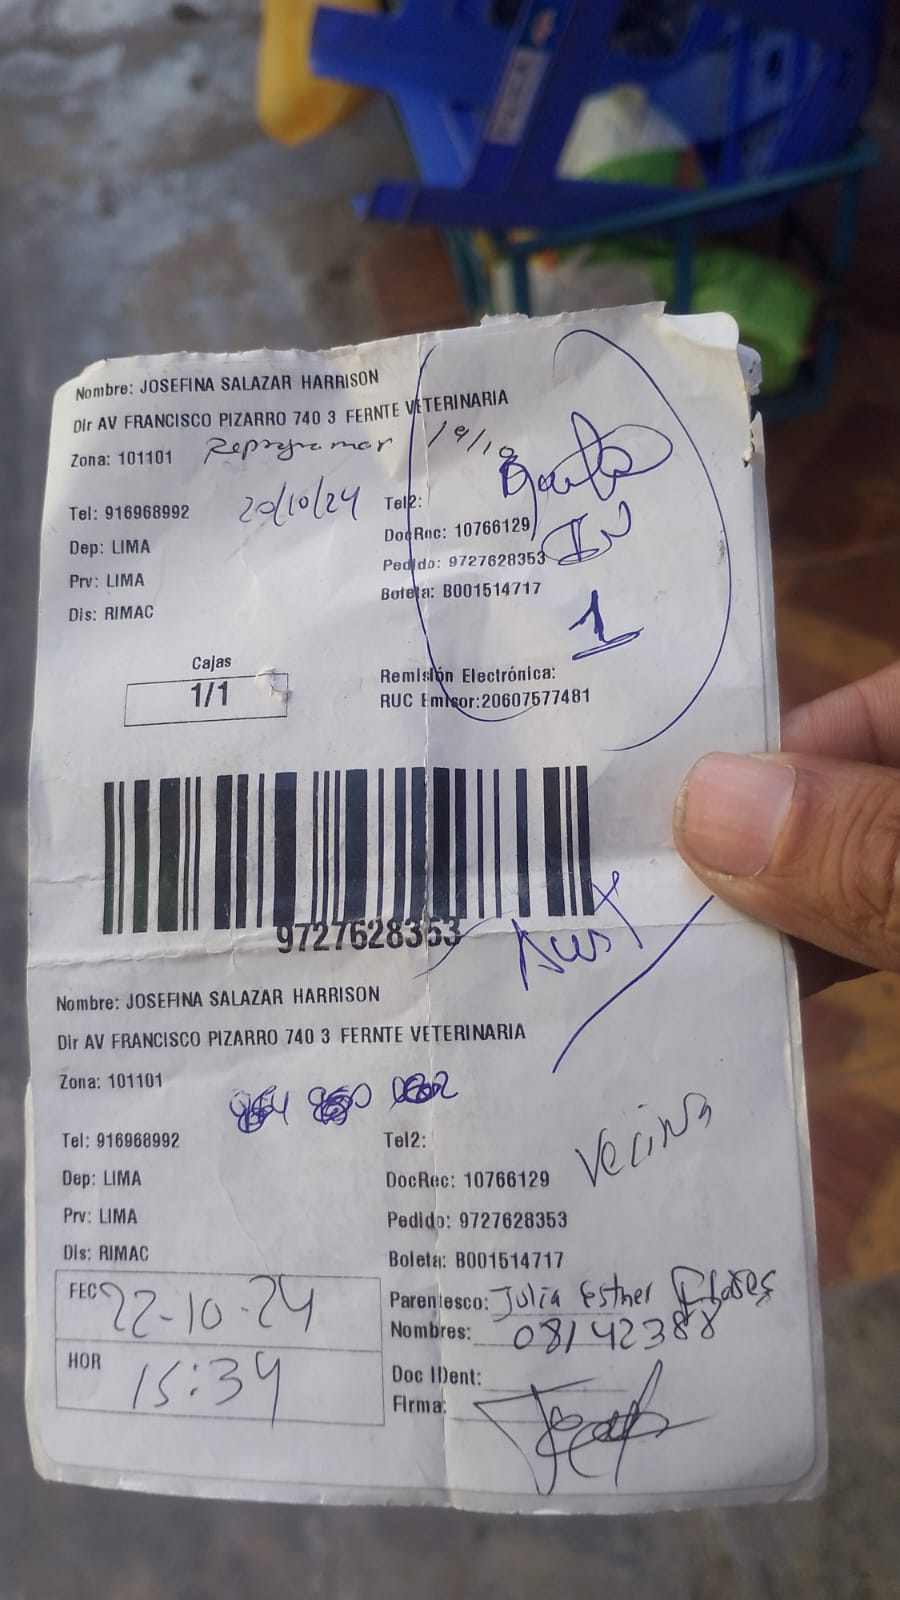 Nombre: JOSEFINA SALAZAR HARRISON
Dir AV FRANCISCO PIZARRO 740 3 FERNTE VETERINARIA
Zona: 101101 Reprogramar 19/10
Tel: 916968992 20/10/24 Tel2:
Dep: LIMA DocRec: 10766129
Prv: LIMA Pedido: 9727628353
Dis: RIMAC Boleta: B001514717
1
Cajas
1/1
Remisión Electrónica:
RUC Emisor:20607577481
9727628353
Nombre: JOSEFINA SALAZAR HARRISON
Dir AV FRANCISCO PIZARRO 740 3 FERNTE VETERINARIA
Zona: 101101
Tel: 916968992 Tel2:
Vecina
Dep: LIMA DocRec: 10766129
Prv: LIMA Pedido: 9727628353
Dis: RIMAC Boleta: B001514717
FEC 22-10-24 Parentesco: Julia Esther
Nombres: 08142388
HOR 15:34 Doc IDent:
Firma: